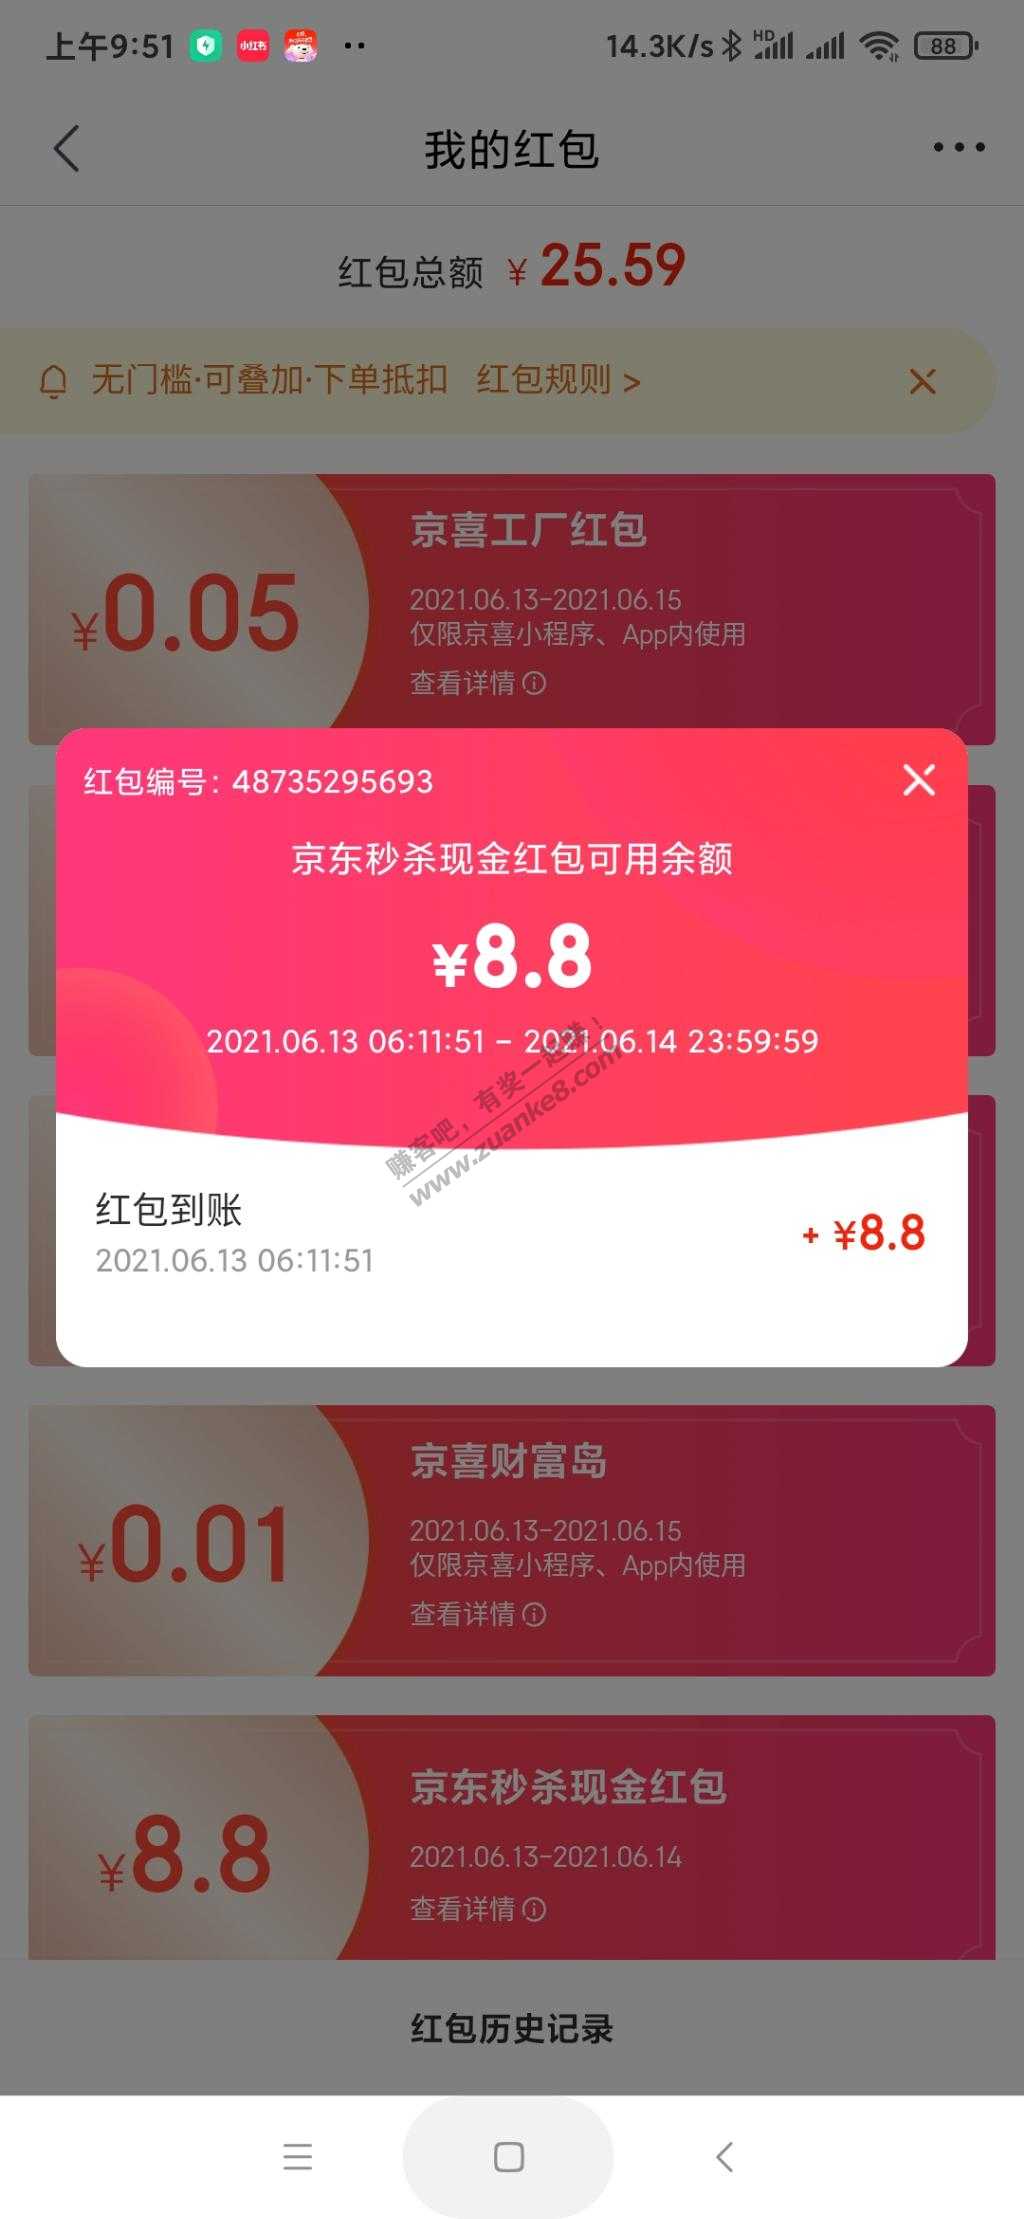 上午9:51
小红书
14.3K/s
HD
88
我的红包
红包总额 ¥ 25.59
无门槛·可叠加·下单抵扣 红包规则 >
京喜工厂红包
¥0.05
2021.06.13-2021.06.15
仅限京喜小程序、App内使用
查看详情
红包编号: 48735295693
京东秒杀现金红包可用余额
¥8.8
2021.06.13 06:11:51 - 2021.06.14 23:59:59
赚客吧，有奖一起赚！
www.zuanke8.com
红包到账
+ ¥8.8
2021.06.13 06:11:51
京喜财富岛
¥0.01
2021.06.13-2021.06.15
仅限京喜小程序、App内使用
查看详情
京东秒杀现金红包
¥8.8
2021.06.13-2021.06.14
查看详情
红包历史记录